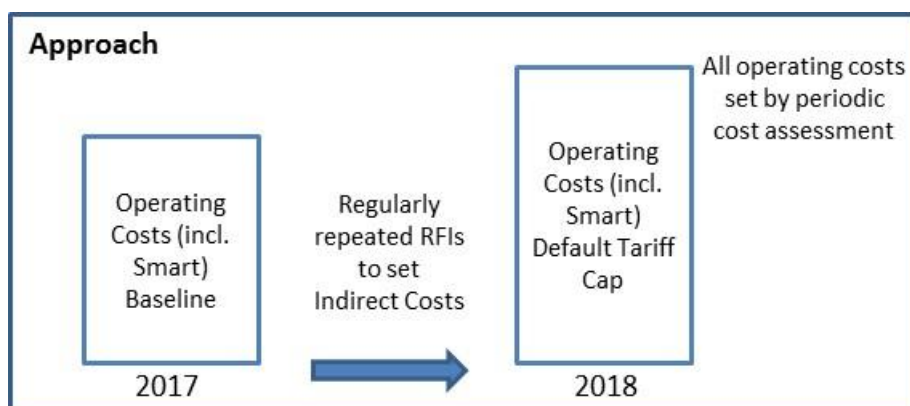 Approach
Operating
Costs (incl.
Smart)
Baseline
2017
Regularly
repeated RFIs
to set
Indirect Costs
Operating
Costs (incl.
Smart)
Default Tariff
Cap
2018
All operating costs
set by periodic
cost assessment